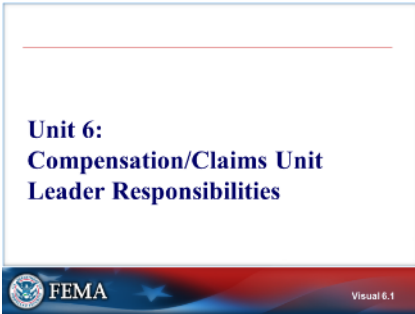 Unit 6:
Compensation/Claims Unit
Leader Responsibilities
FEMA
Visual 6.1